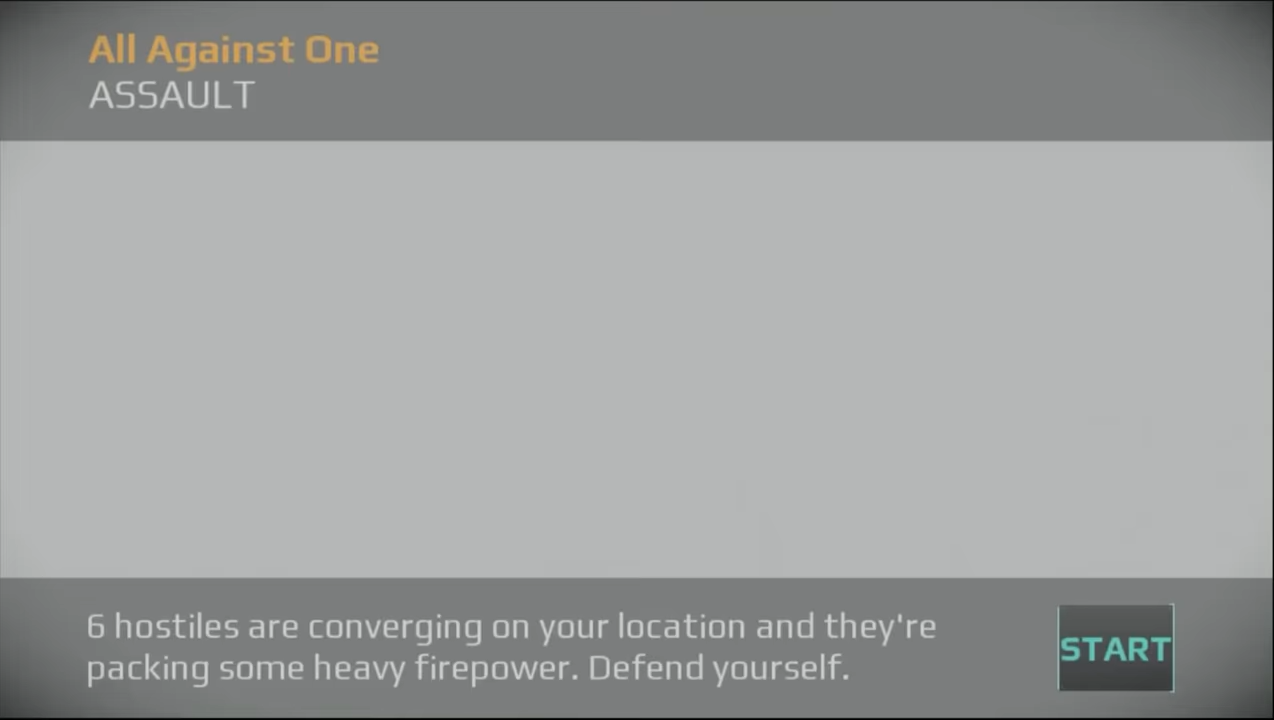 All Against One
ASSAULT
6 hostiles are converging on your location and they're
packing some heavy firepower. Defend yourself.
START